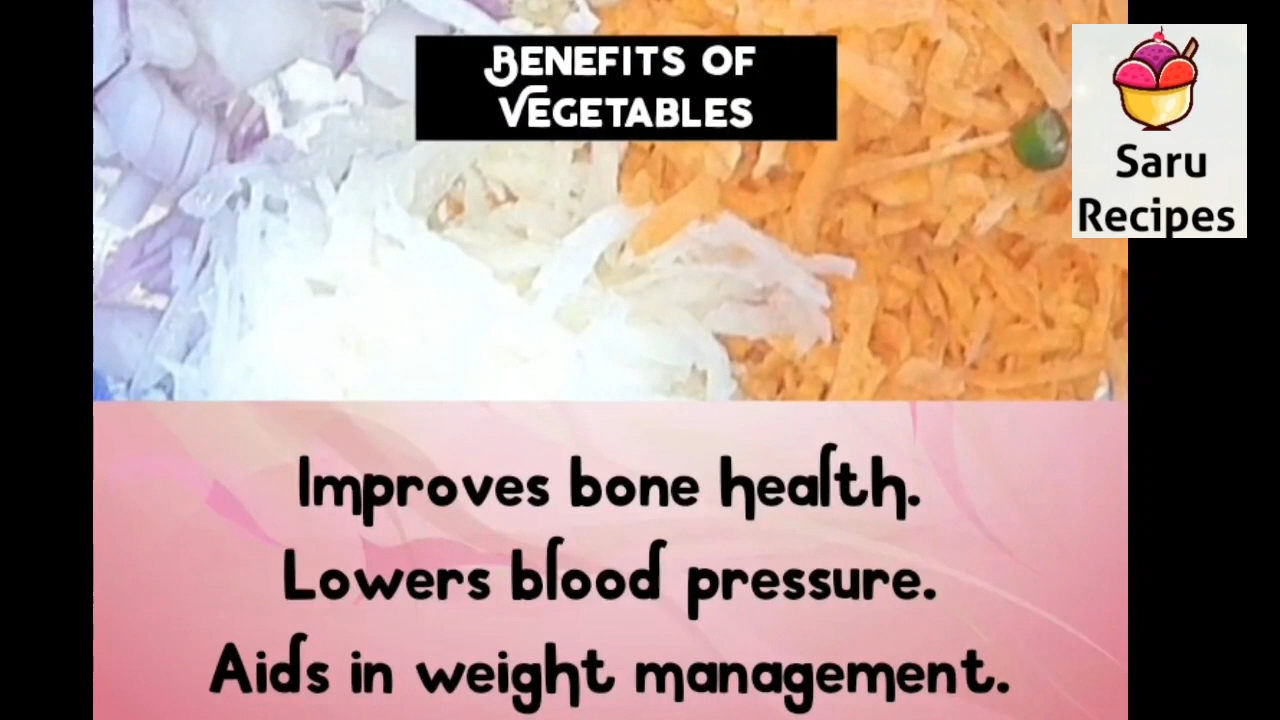 Benefits of
Vegetables
Saru
Recipes
Improves bone health.
Lowers blood pressure.
Aids in weight management.